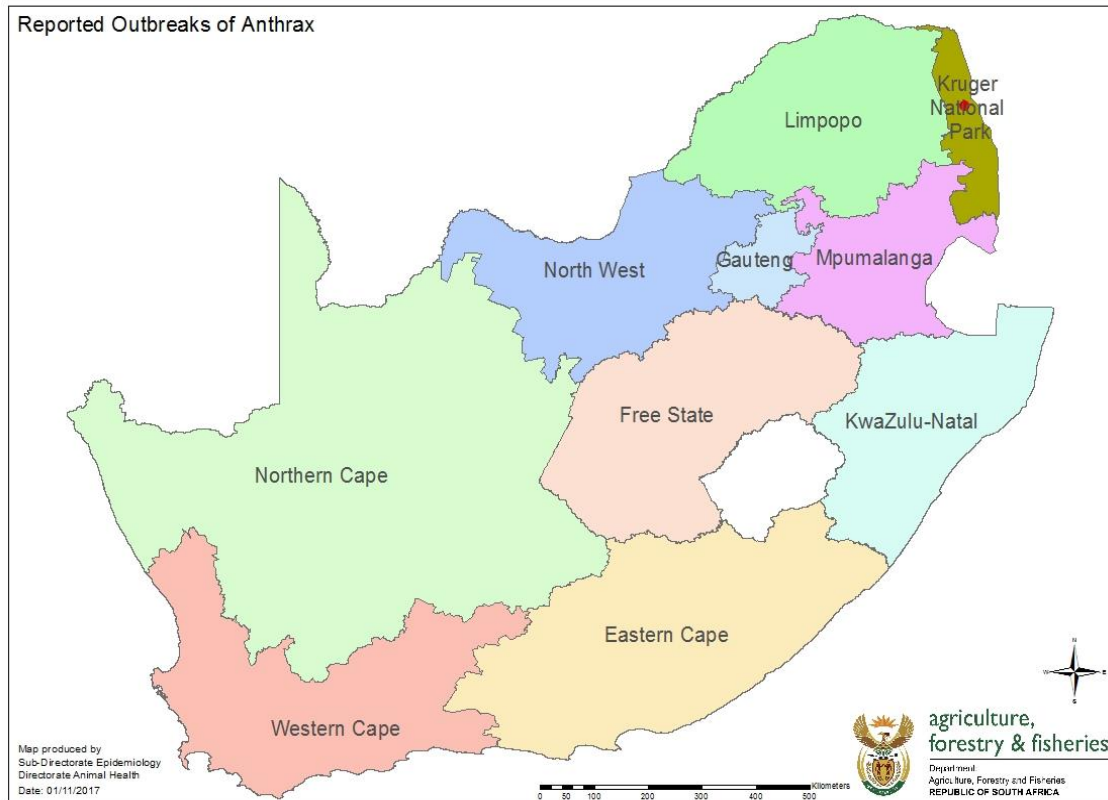 Reported Outbreaks of Anthrax
Kruger
National
Park
Limpopo
North West
Gauteng
Mpumalanga
Free State
KwaZulu-Natal
Northern Cape
Eastern Cape
Western Cape
N
W
E
S
Map produced by
Sub-Directorate Epidemiology
Directorate Animal Health
Date: 01/11/2017
Kilometers
0 50 100 200 300 400 500
agriculture,
forestry & fisheries
Department:
Agriculture, Forestry and Fisheries
REPUBLIC OF SOUTH AFRICA